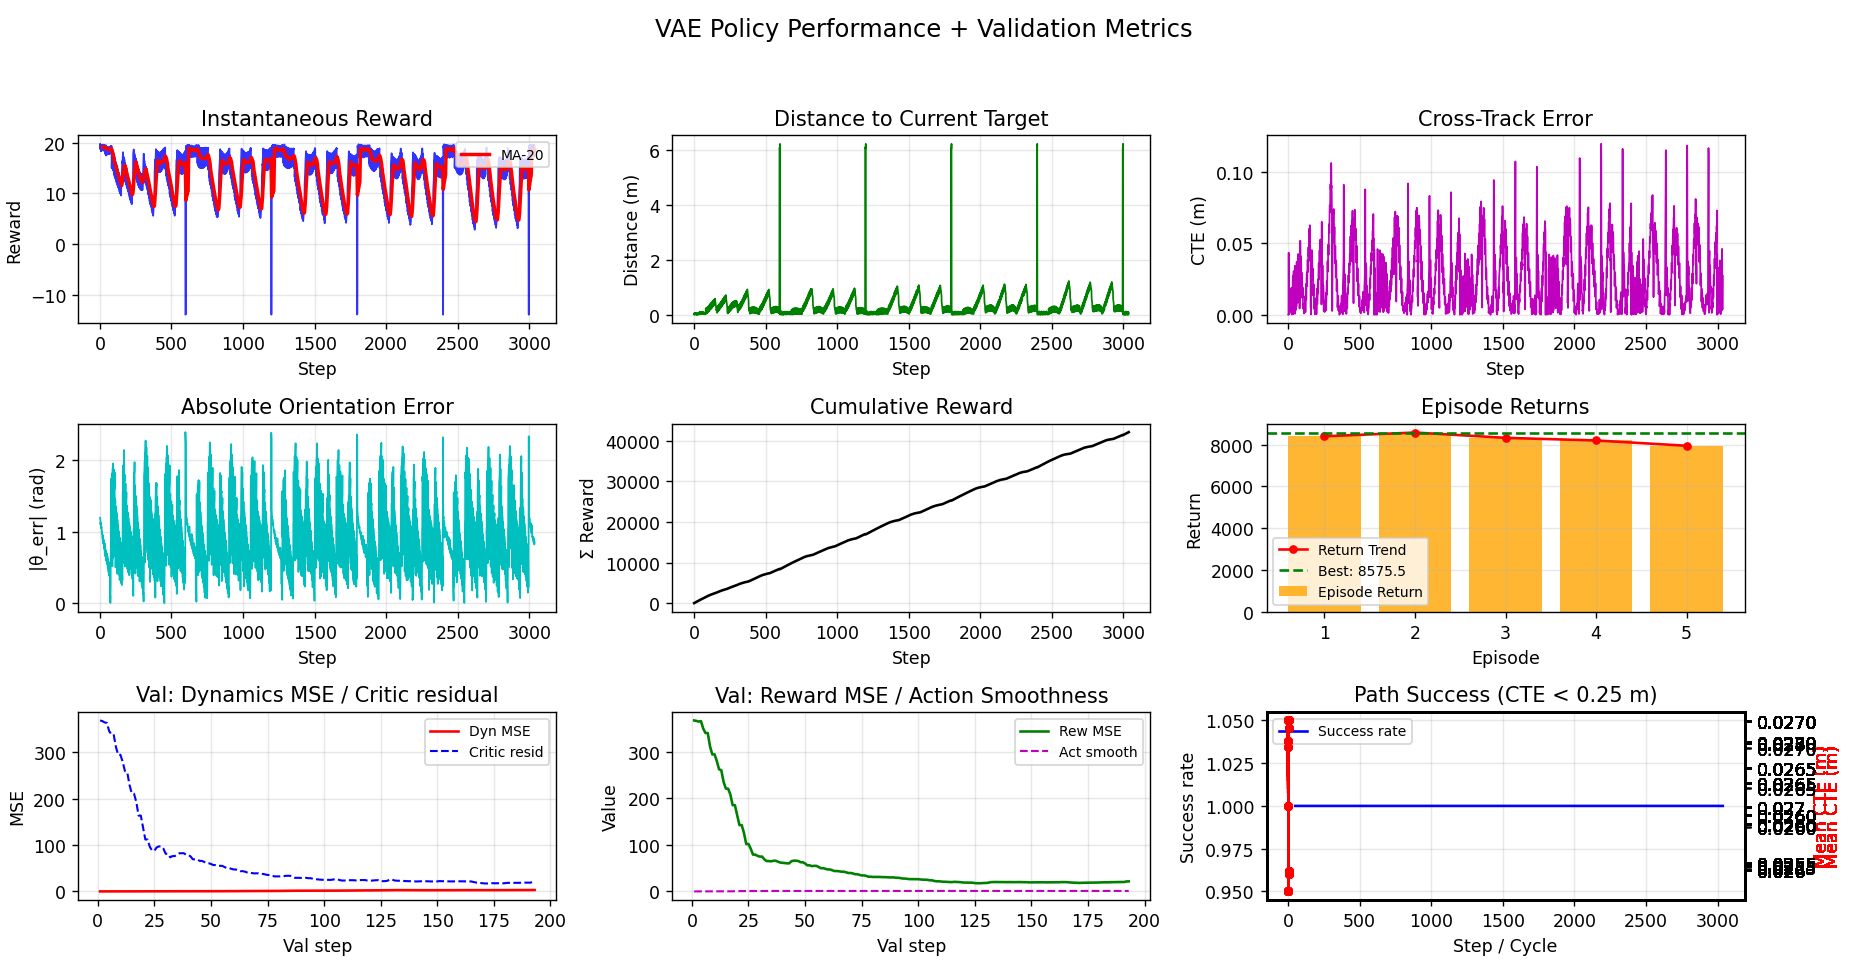 VAE Policy Performance + Validation Metrics
Instantaneous Reward
20
10
0
−10
Reward
MA-20
0 500 1000 1500 2000 2500 3000
Step
Distance to Current Target
6
4
2
0
Distance (m)
0 500 1000 1500 2000 2500 3000
Step
Cross-Track Error
0.10
0.05
0.00
CTE (m)
0 500 1000 1500 2000 2500 3000
Step
Absolute Orientation Error
2
1
0
|θ_err| (rad)
0 500 1000 1500 2000 2500 3000
Step
Cumulative Reward
40000
30000
20000
10000
0
Σ Reward
0 500 1000 1500 2000 2500 3000
Step
Episode Returns
8000
6000
4000
2000
0
Return
Return Trend
Best: 8575.5
Episode Return
1 2 3 4 5
Episode
Val: Dynamics MSE / Critic residual
300
200
100
0
MSE
Dyn MSE
Critic resid
0 25 50 75 100 125 150 175 200
Val step
Val: Reward MSE / Action Smoothness
300
200
100
0
Value
Rew MSE
Act smooth
0 25 50 75 100 125 150 175 200
Val step
Path Success (CTE < 0.25 m)
1.050
1.025
1.000
0.975
0.950
Success rate
Success rate
0.0270
0.0265
Mean CTE (m)
Mean CTE (m)
0 500 1000 1500 2000 2500 3000
Step / Cycle